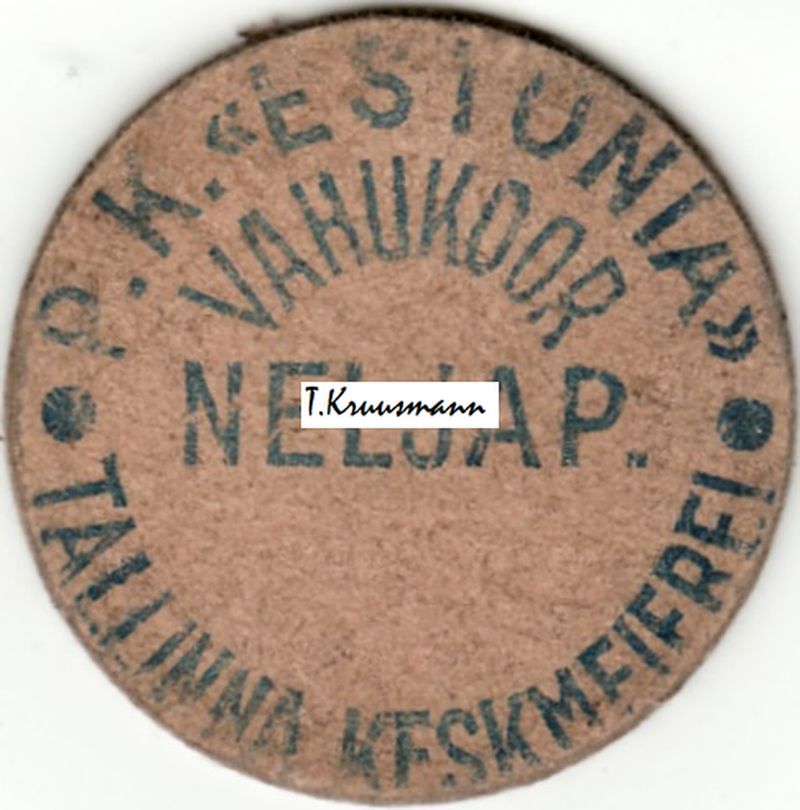 P.K. «ESTONIA»
VAHUKOOR
NELJAP.
T.Kruusmann
TALLINNA KESKMEIEREI